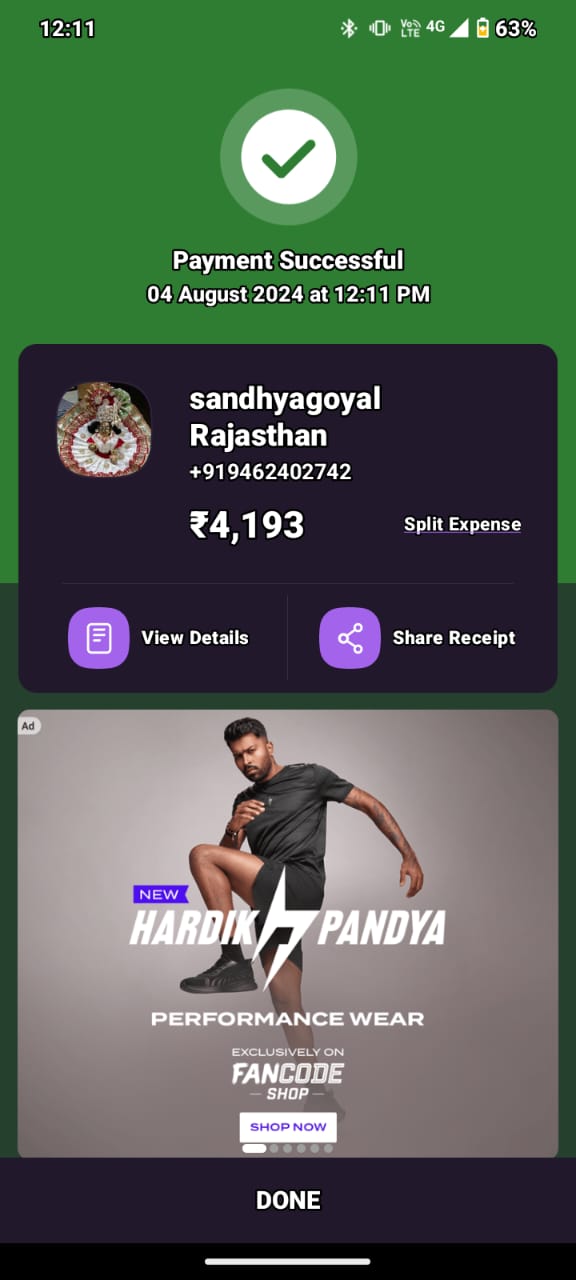 12:11
Vo))
LTE
4G
63%
Payment Successful
04 August 2024 at 12:11 PM
sandhyagoyal
Rajasthan
+919462402742
₹4,193
Split Expense
View Details
Share Receipt
Ad
NEW
HARDIK PANDYA
PERFORMANCE WEAR
EXCLUSIVELY ON
FANCODE
— SHOP —
SHOP NOW
DONE